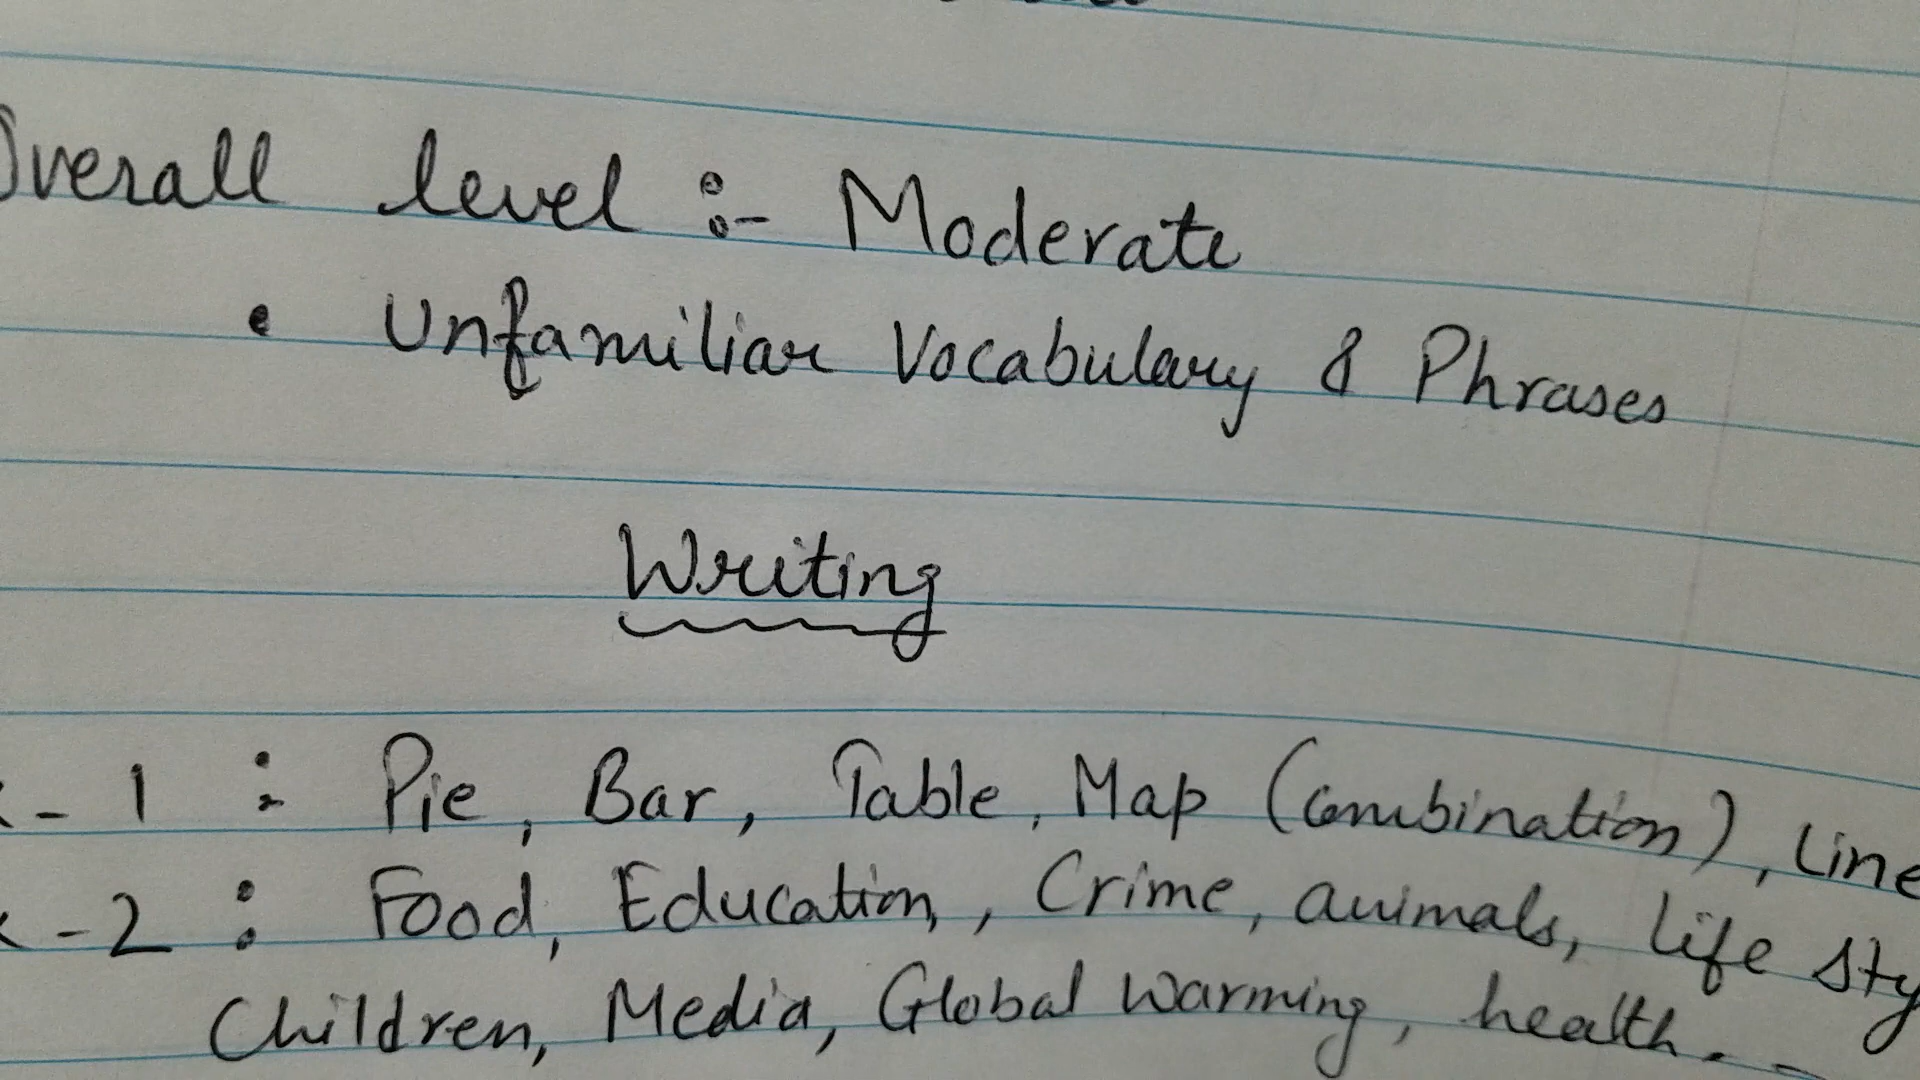 Overall level :- Moderate
• Unfamiliar Vocabulary & Phrases
Writing
- 1 : Pie, Bar, Table, Map (Combination), Line
- 2 : Food, Education, , Crime, animals, life sty
Children, Media, Global warming, health..